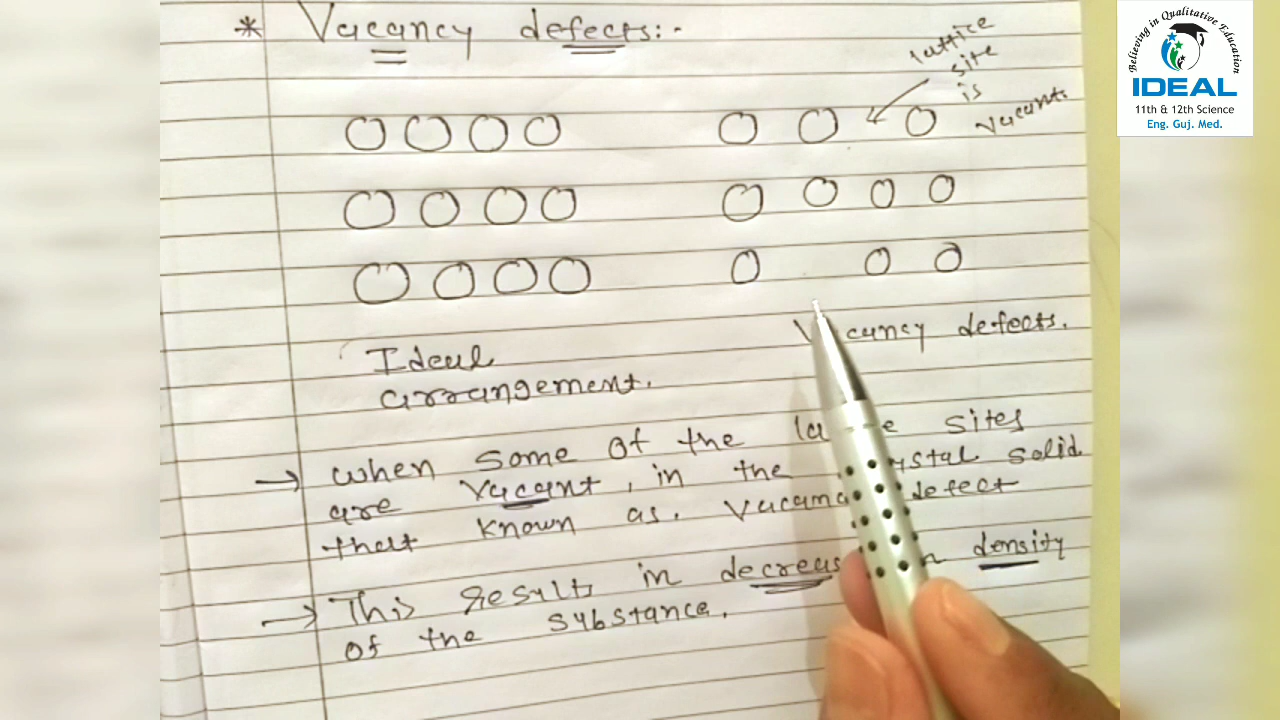 * Vacancy defects:-
lattice
site
is
vacant.
Ideal
arrangement.
Vacancy defects.
→ when some of the sites
are vacant, in the solid
that known as. defect
→ This results in density
of the substance.
Believing in Qualitative Education
IDEAL
11th & 12th Science
Eng. Guj. Med.